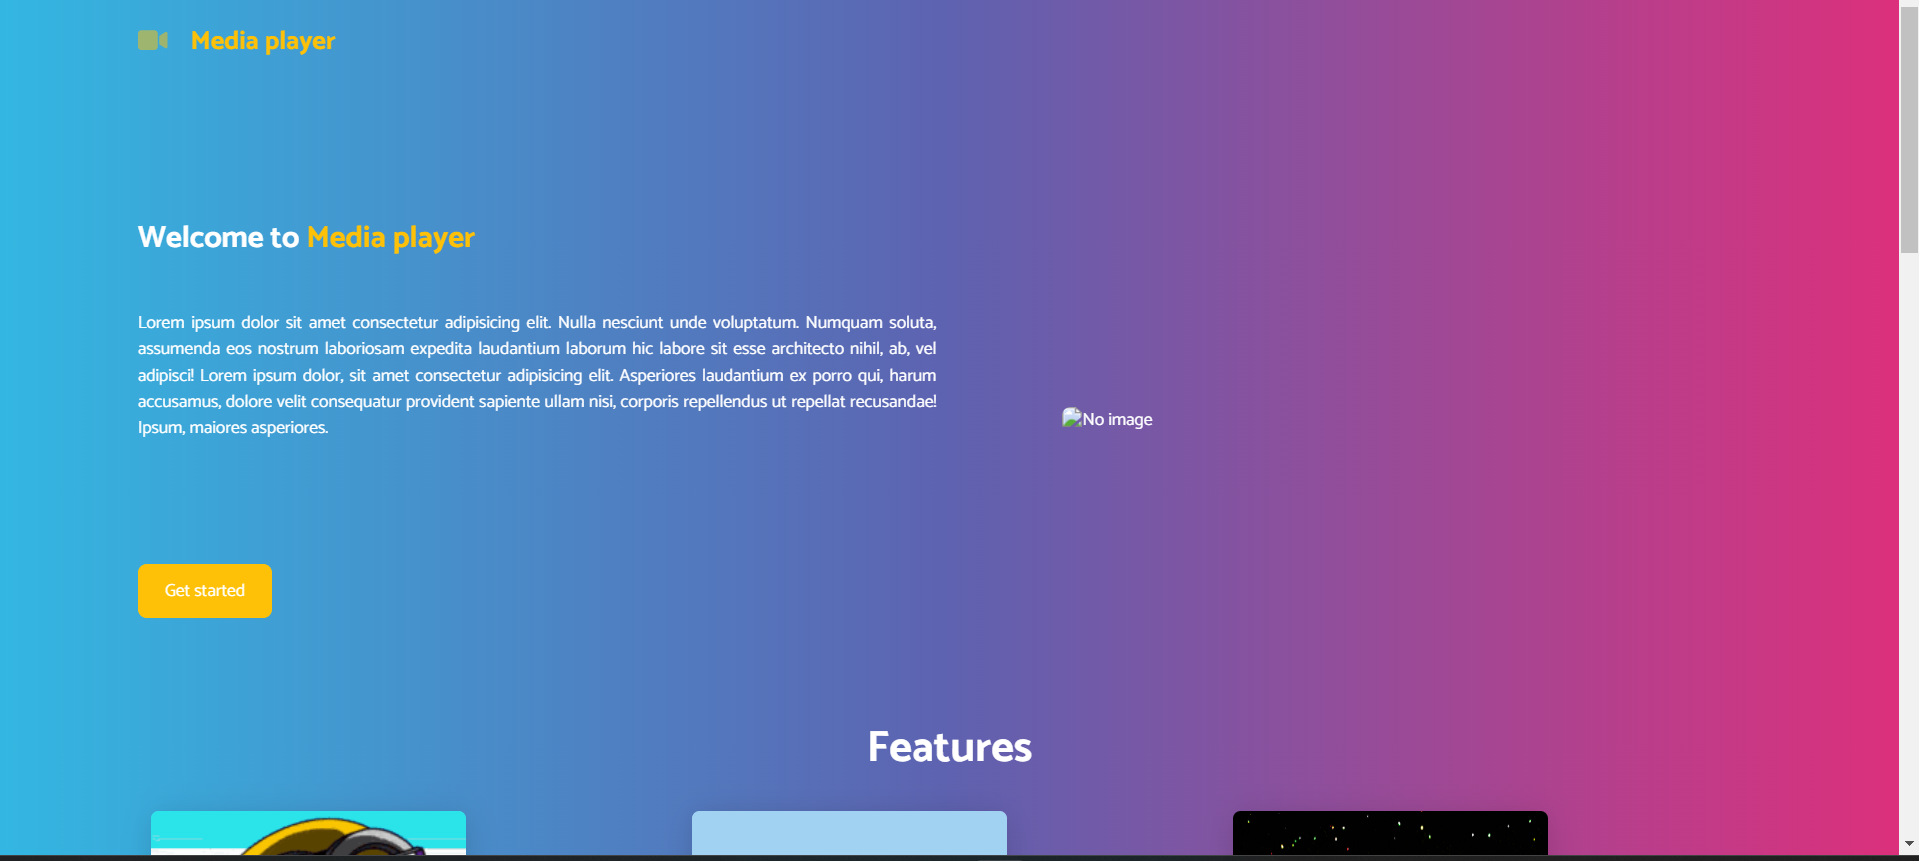 Media player
Welcome to Media player
Lorem ipsum dolor sit amet consectetur adipisicing elit. Nulla nesciunt unde voluptatum. Numquam soluta,
assumenda eos nostrum laboriosam expedita laudantium laborum hic labore sit esse architecto nihil, ab, vel
adipisci! Lorem ipsum dolor, sit amet consectetur adipisicing elit. Asperiores laudantium ex porro qui, harum
accusamus, dolore velit consequatur provident sapiente ullam nisi, corporis repellendus ut repellat recusandae!
Ipsum, maiores asperiores.
No image
Get started
Features